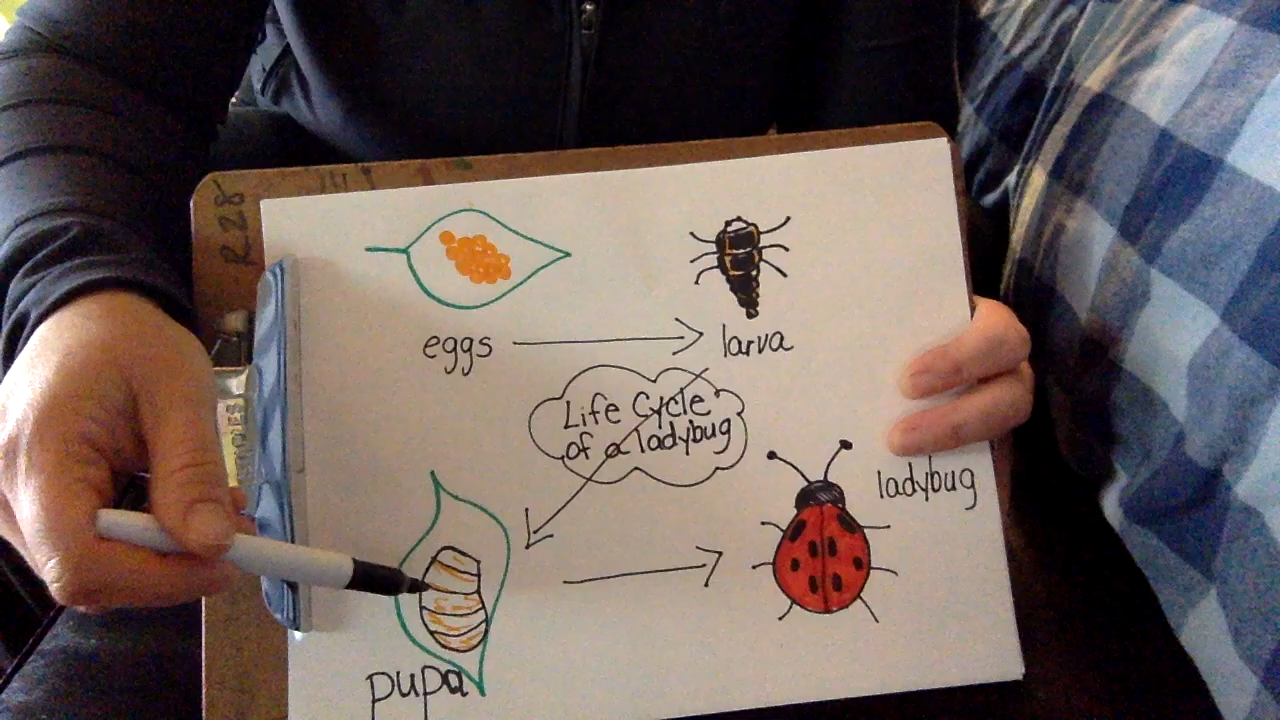 R28
eggs
larva
Life Cycle
of a ladybug
ladybug
pupa